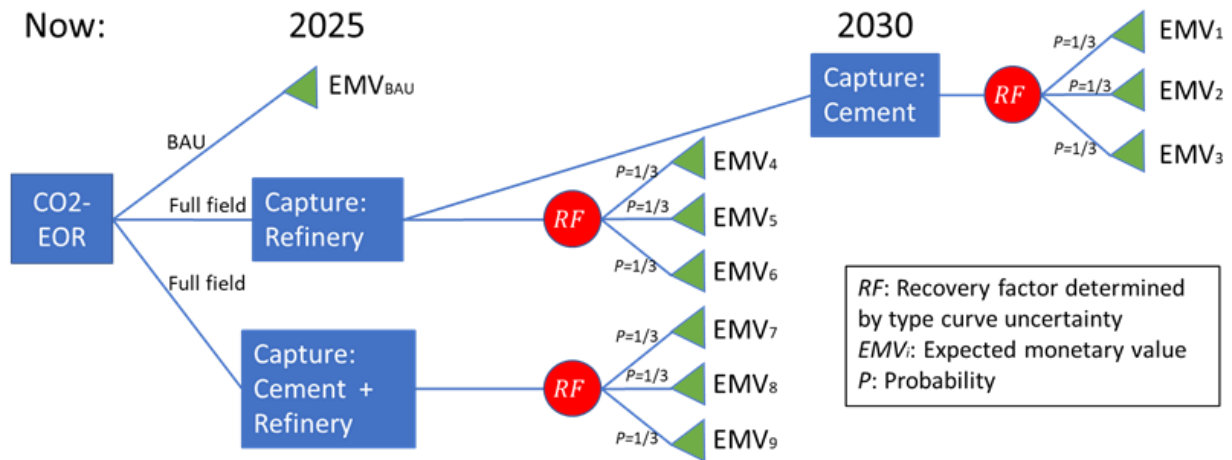 Now:
2025
2030
CO2-
EOR
BAU
EMVBAU
Full field
Full field
Capture:
Refinery
Capture:
Cement +
Refinery
Capture:
Cement
RF
P=1/3
EMV1
P=1/3
EMV2
P=1/3
EMV3
RF
P=1/3
EMV4
P=1/3
EMV5
P=1/3
EMV6
RF
P=1/3
EMV7
P=1/3
EMV8
P=1/3
EMV9
RF: Recovery factor determined
by type curve uncertainty
EMVi: Expected monetary value
P: Probability